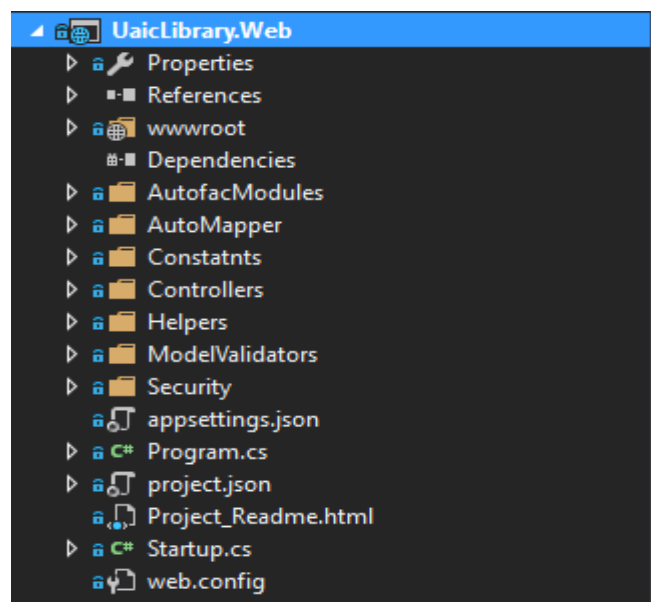 UaicLibrary.Web
Properties
References
wwwroot
Dependencies
AutofacModules
AutoMapper
Constatnts
Controllers
Helpers
ModelValidators
Security
appsettings.json
C# Program.cs
project.json
Project_Readme.html
C# Startup.cs
web.config